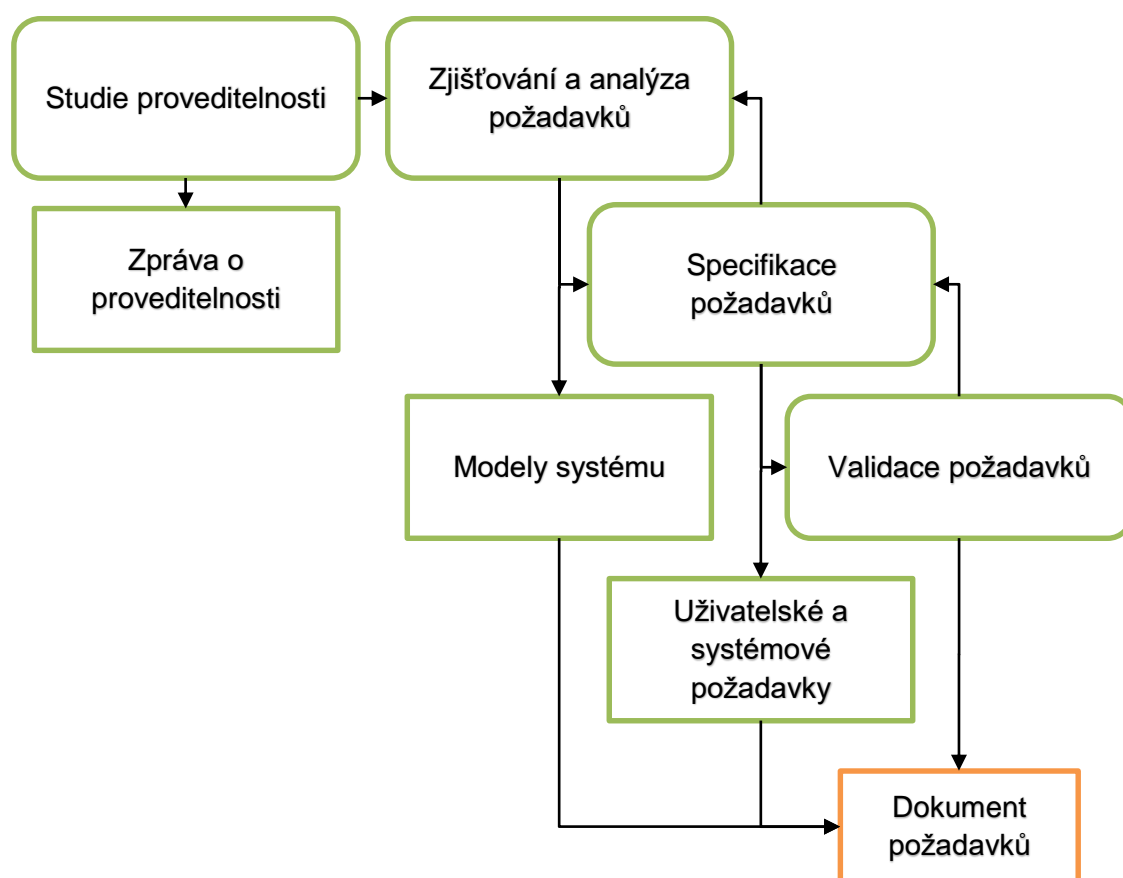 Studie proveditelnosti
Zjišťování a analýza
požadavků
Zpráva o
proveditelnosti
Specifikace
požadavků
Modely systému
Validace požadavků
Uživatelské a
systémové
požadavky
Dokument
požadavků